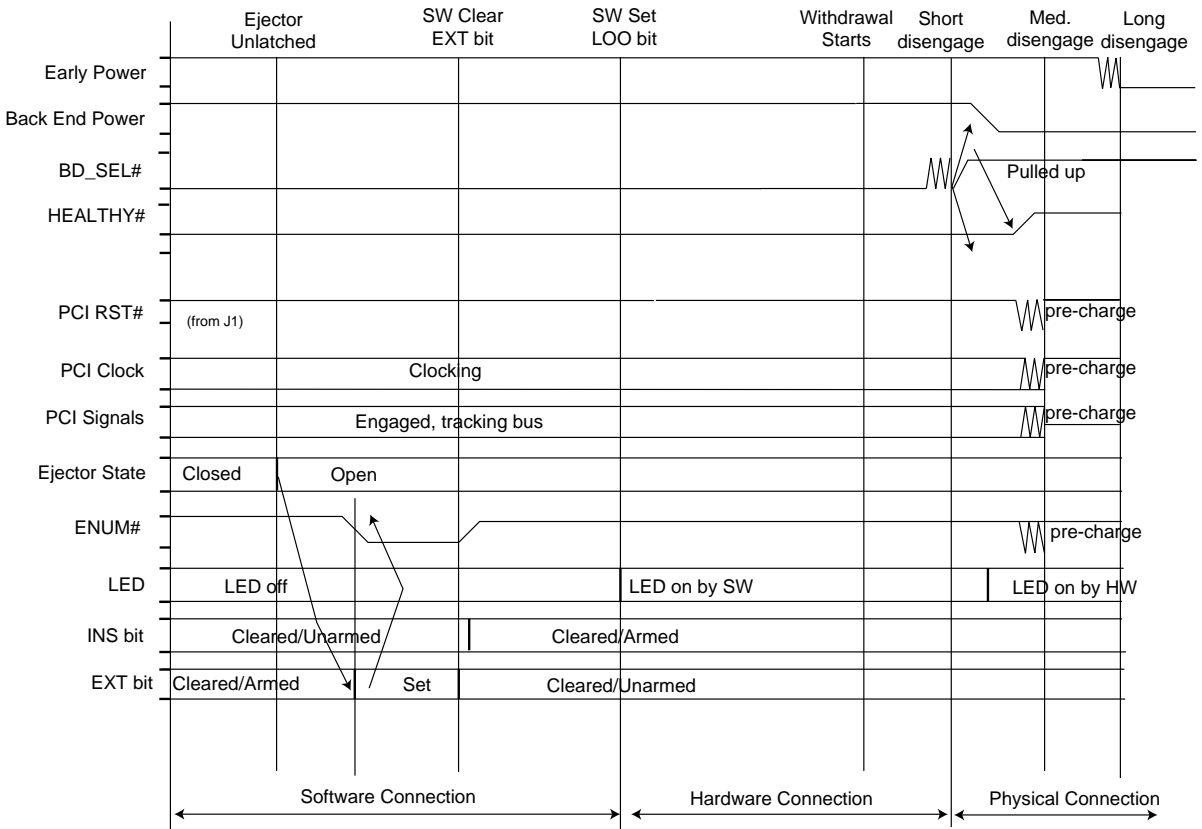 Ejector
Unlatched
SW Clear
EXT bit
SW Set
LOO bit
Withdrawal
Starts
Short
disengage
Med.
disengage
Long
disengage
Early Power
Back End Power
BD_SEL#
Pulled up
HEALTHY#
PCI RST#
(from J1)
pre-charge
PCI Clock
Clocking
pre-charge
PCI Signals
Engaged, tracking bus
pre-charge
Ejector State
Closed
Open
ENUM#
pre-charge
LED
LED off
LED on by SW
LED on by HW
INS bit
Cleared/Unarmed
Cleared/Armed
EXT bit
Cleared/Armed
Set
Cleared/Unarmed
Software Connection
Hardware Connection
Physical Connection